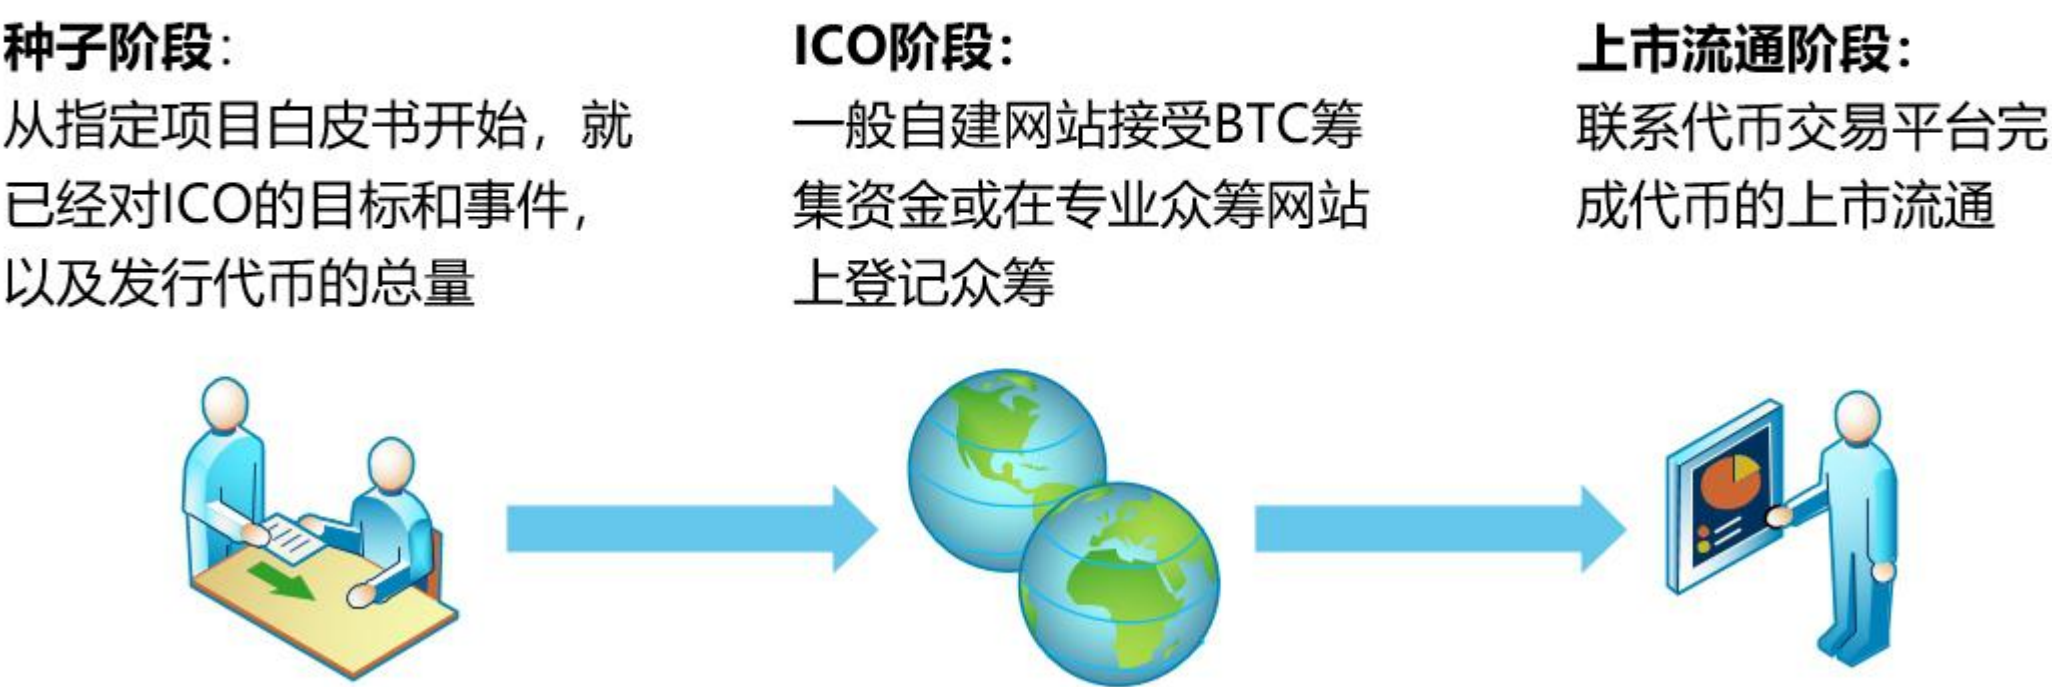 种子阶段：
从指定项目白皮书开始，就
已经对ICO的目标和事件，
以及发行代币的总量
ICO阶段：
一般自建网站接受BTC筹
集资金或在专业众筹网站
上登记众筹
上市流通阶段：
联系代币交易平台完
成代币的上市流通